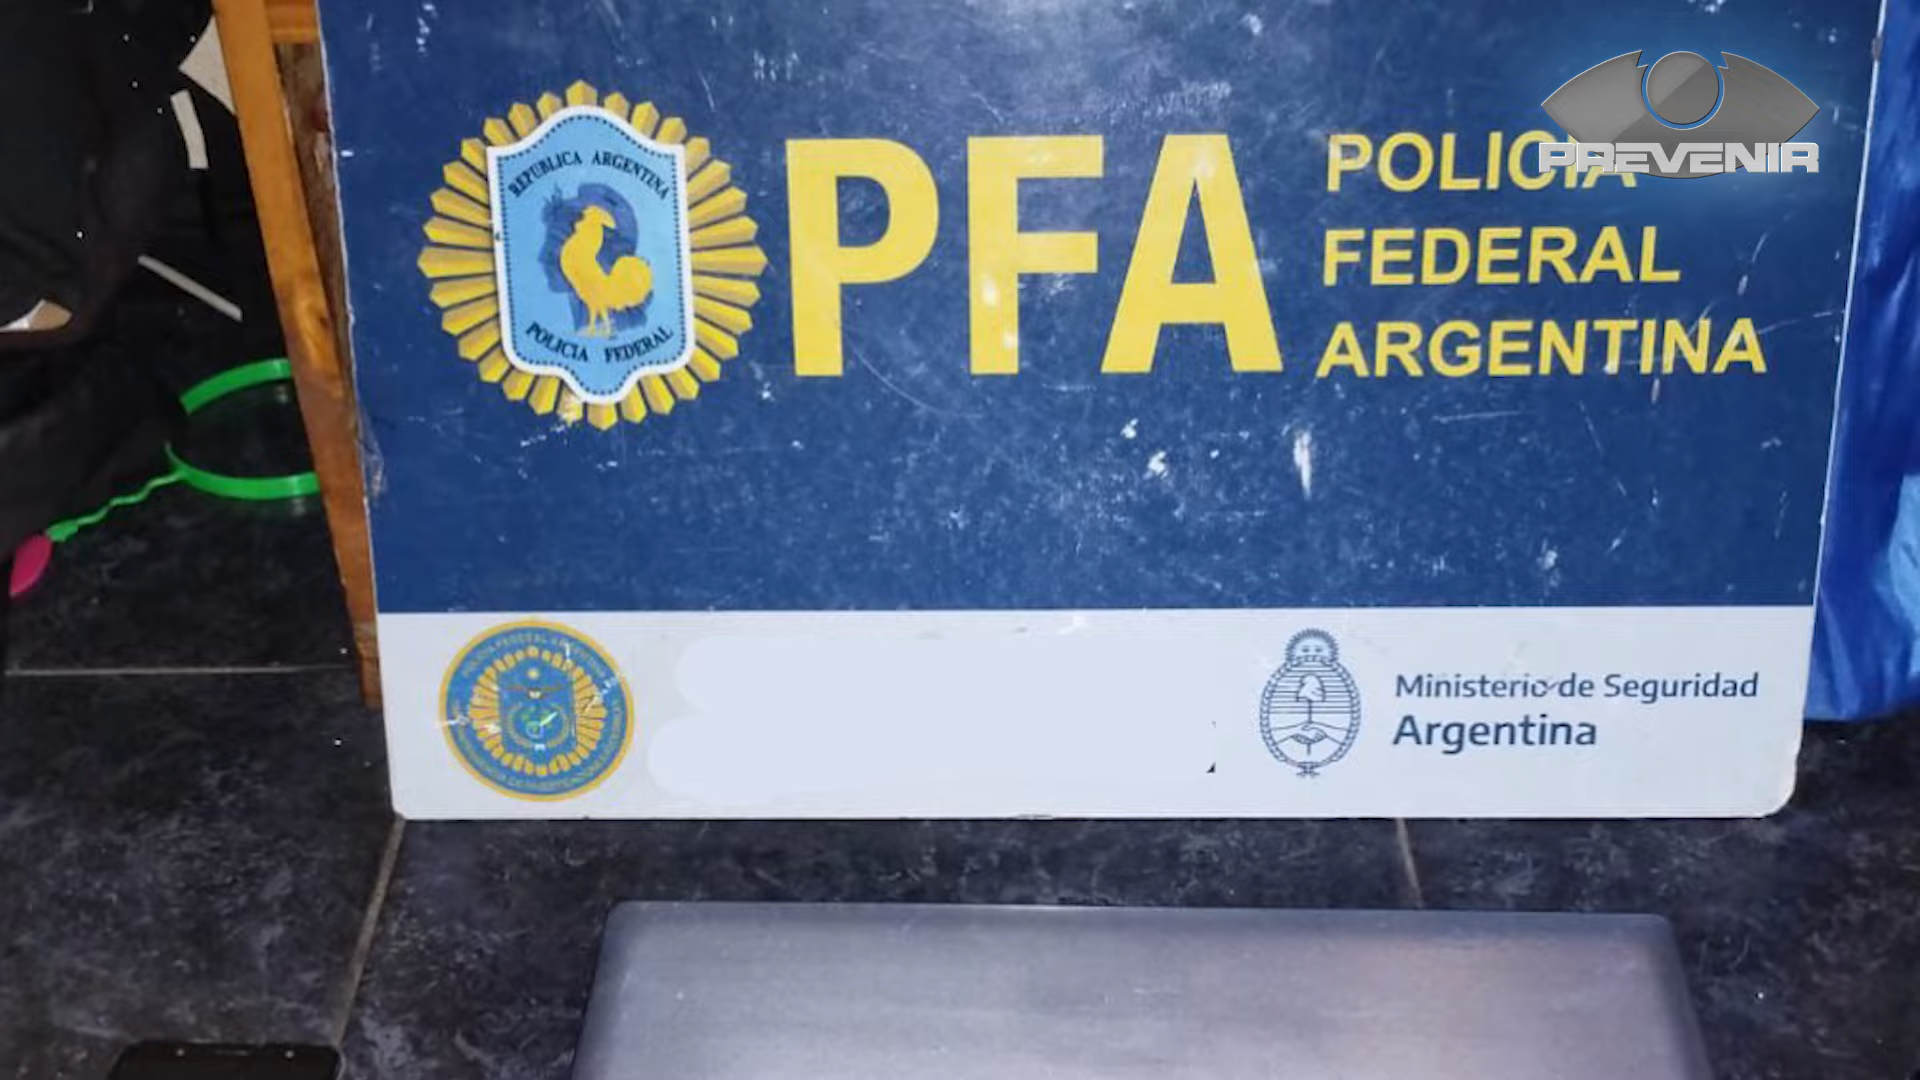 PREVENIR
REPUBLICA ARGENTINA
POLICIA FEDERAL
PFA
POLICIA
FEDERAL
ARGENTINA
Ministerio de Seguridad
Argentina